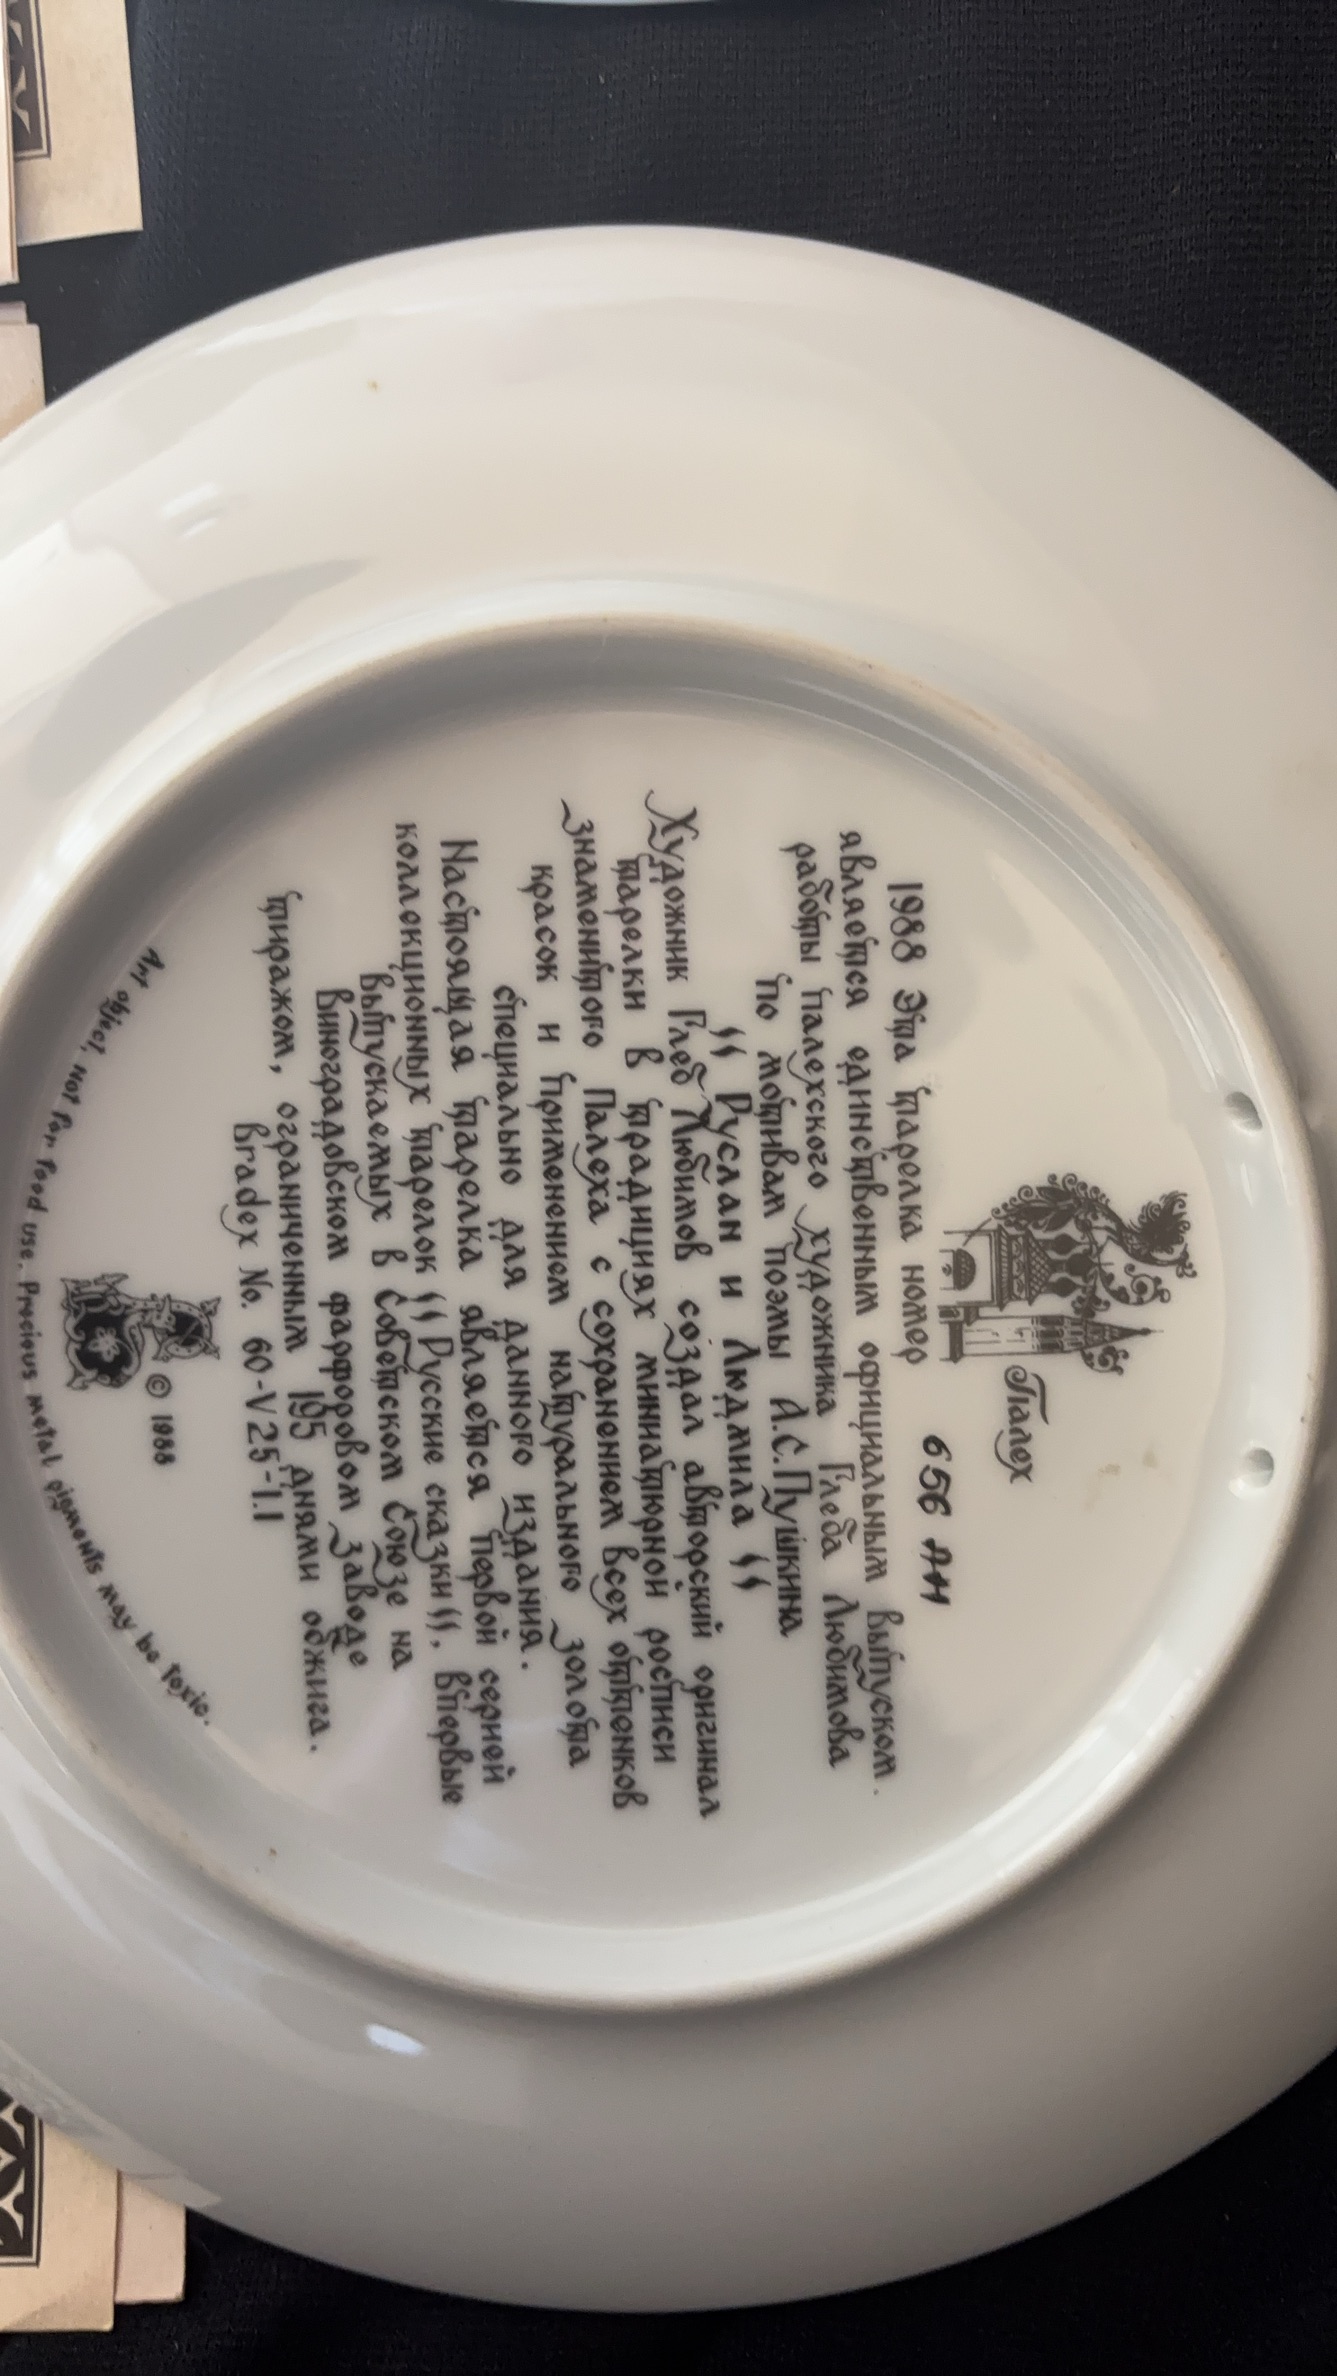 Палех
1988 Эта тарелка номер 656 АН
является единственным официальным выпуском.
работы палехского художника Глеба Любимова
по мотивам поэмы А.С.Пушкина
"Руслан и Людмила"
Художник Глеб Любимов создал авторский оригинал
тарелки в традициях миниатюрной росписи
знаменитого Палеха с сохранением всех оттенков
красок и применением натурального золота
специально для данного издания.
Настоящая тарелка является первой серией
коллекционных тарелок "Русские сказки", впервые
выпускаемых в Советском Союзе на
Виноградовском фарфоровом заводе
тиражом, ограниченным 195 днями обжига.
Bradex No. 60-V25-1.1
© 1988
Art object, not for food use. Precious metal pigments may be toxic.